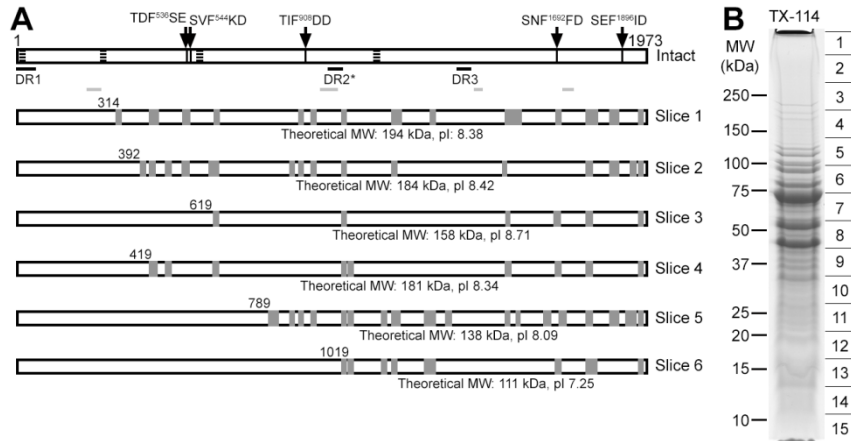 A
TDF⁵³⁶SE SVF⁵⁴⁴KD TIF⁹⁰⁸DD SNF¹⁶⁹²FD SEF¹⁸⁹⁶ID
1 1973
Intact
DR1 DR2* DR3
314
Slice 1
Theoretical MW: 194 kDa, pI: 8.38
392
Slice 2
Theoretical MW: 184 kDa, pI 8.42
619
Slice 3
Theoretical MW: 158 kDa, pI 8.71
419
Slice 4
Theoretical MW: 181 kDa, pI 8.34
789
Slice 5
Theoretical MW: 138 kDa, pI 8.09
1019
Slice 6
Theoretical MW: 111 kDa, pI 7.25
B
TX-114
MW
(kDa)
250
150
100
75
50
37
25
20
15
10
1
2
3
4
5
6
7
8
9
10
11
12
13
14
15